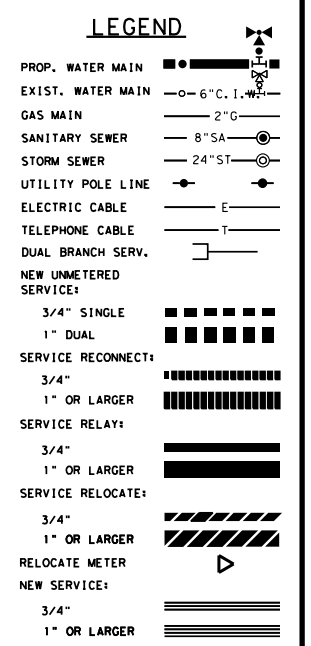 LEGEND
PROP. WATER MAIN
EXIST. WATER MAIN 6"C.I.W.
GAS MAIN 2"G
SANITARY SEWER 8"SA
STORM SEWER 24"ST
UTILITY POLE LINE
ELECTRIC CABLE E
TELEPHONE CABLE T
DUAL BRANCH SERV.
NEW UNMETERED
SERVICE:
3/4" SINGLE
1" DUAL
SERVICE RECONNECT:
3/4"
1" OR LARGER
SERVICE RELAY:
3/4"
1" OR LARGER
SERVICE RELOCATE:
3/4"
1" OR LARGER
RELOCATE METER
NEW SERVICE:
3/4"
1" OR LARGER